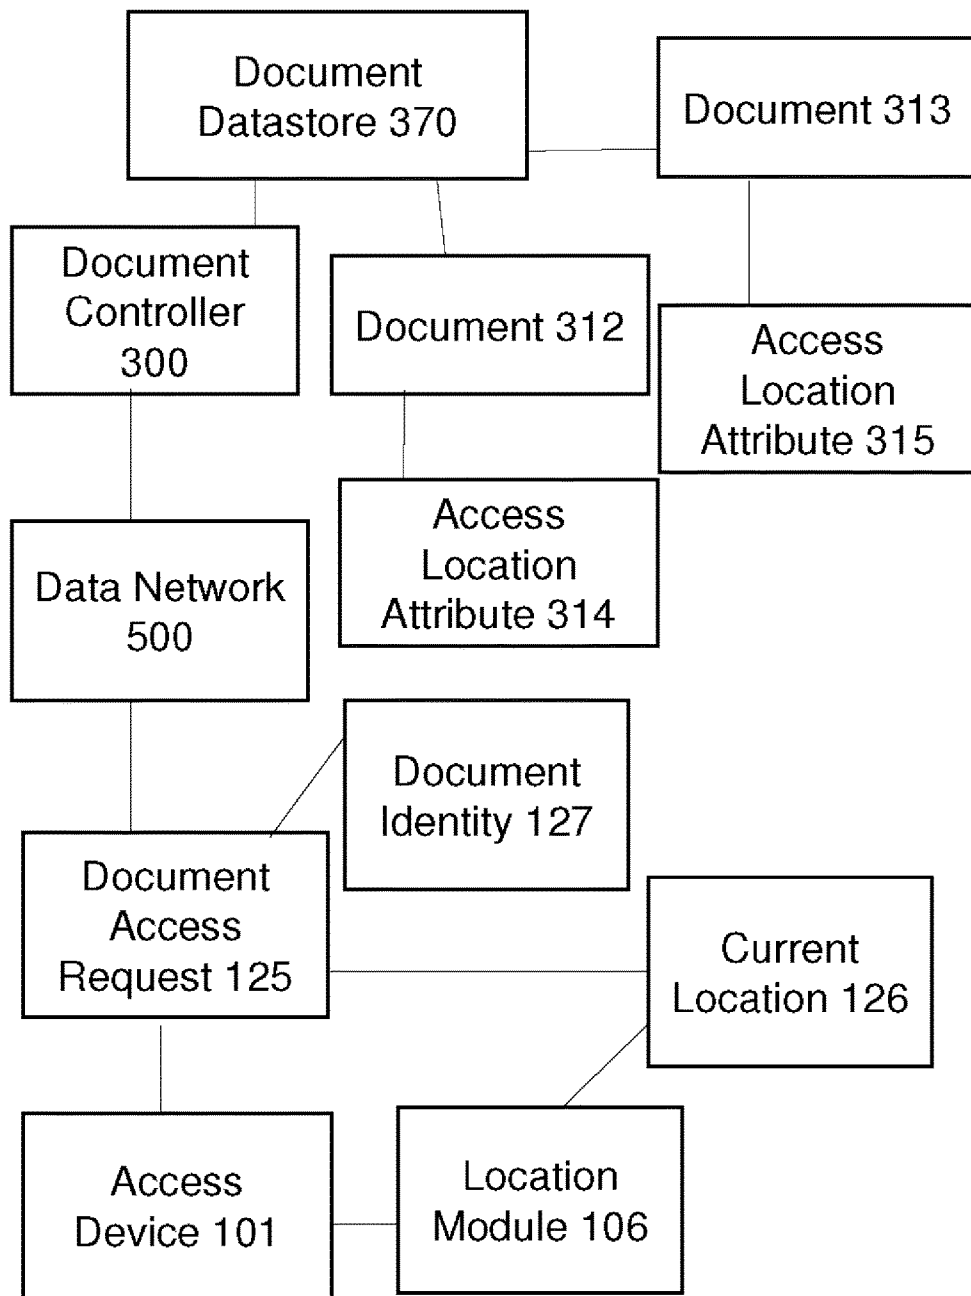 Document
Datastore 370
Document 313
Document
Controller
300
Document 312
Access
Location
Attribute 315
Access
Location
Attribute 314
Data Network
500
Document
Identity 127
Document
Access
Request 125
Current
Location 126
Access
Device 101
Location
Module 106